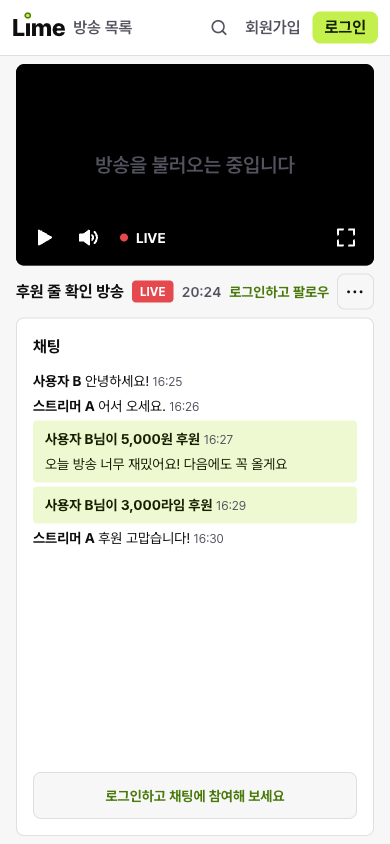 Lime 방송 목록 회원가입 로그인
방송을 불러오는 중입니다
LIVE
후원 줄 확인 방송 LIVE 20:24 로그인하고 팔로우 ...
채팅
사용자 B 안녕하세요! 16:25
스트리머 A 어서 오세요. 16:26
사용자 B님이 5,000원 후원 16:27
오늘 방송 너무 재밌어요! 다음에도 꼭 올게요
사용자 B님이 3,000라임 후원 16:29
스트리머 A 후원 고맙습니다! 16:30
로그인하고 채팅에 참여해 보세요